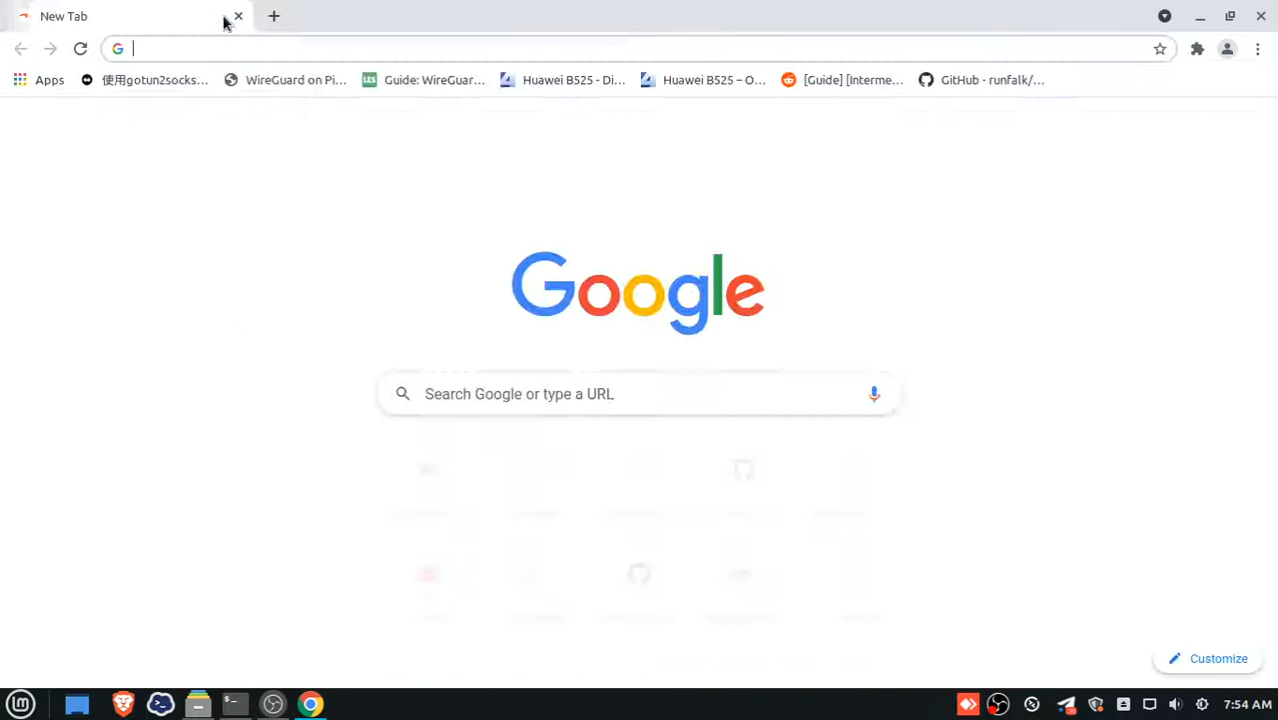 New Tab
Apps
使用gotun2socks...
WireGuard on Pi...
Guide: WireGuar...
Huawei B525 - Di...
Huawei B525 – O...
[Guide] [Interme...
GitHub - runfalk/...
Google
Search Google or type a URL
Customize
7:54 AM